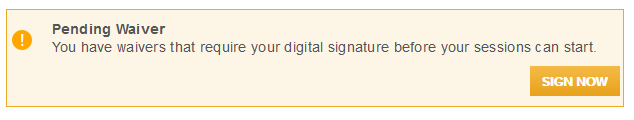 Pending Waiver
You have waivers that require your digital signature before your sessions can start.
SIGN NOW